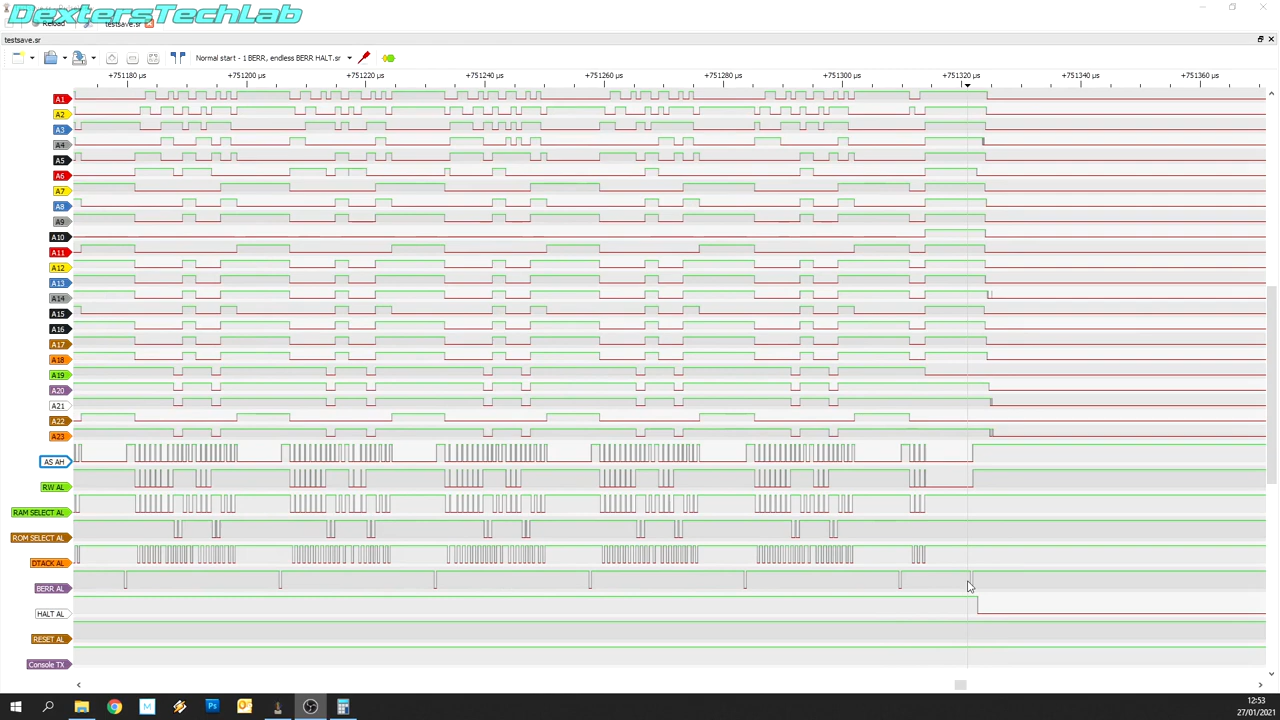 DextersTechLab
Reload
testsave.sr
testsave.sr
Normal start - 1 BERR, endless BERR HALT.sr
+751180 µs +751200 µs +751220 µs +751240 µs +751260 µs +751280 µs +751300 µs +751320 µs +751340 µs +751360 µs
A1
A2
A3
A4
A5
A6
A7
A8
A9
A10
A11
A12
A13
A14
A15
A16
A17
A18
A19
A20
A21
A22
A23
AS AH
RW AL
RAM SELECT AL
ROM SELECT AL
DTACK AL
BERR AL
HALT AL
RESET AL
Console TX
12:53
27/01/2021